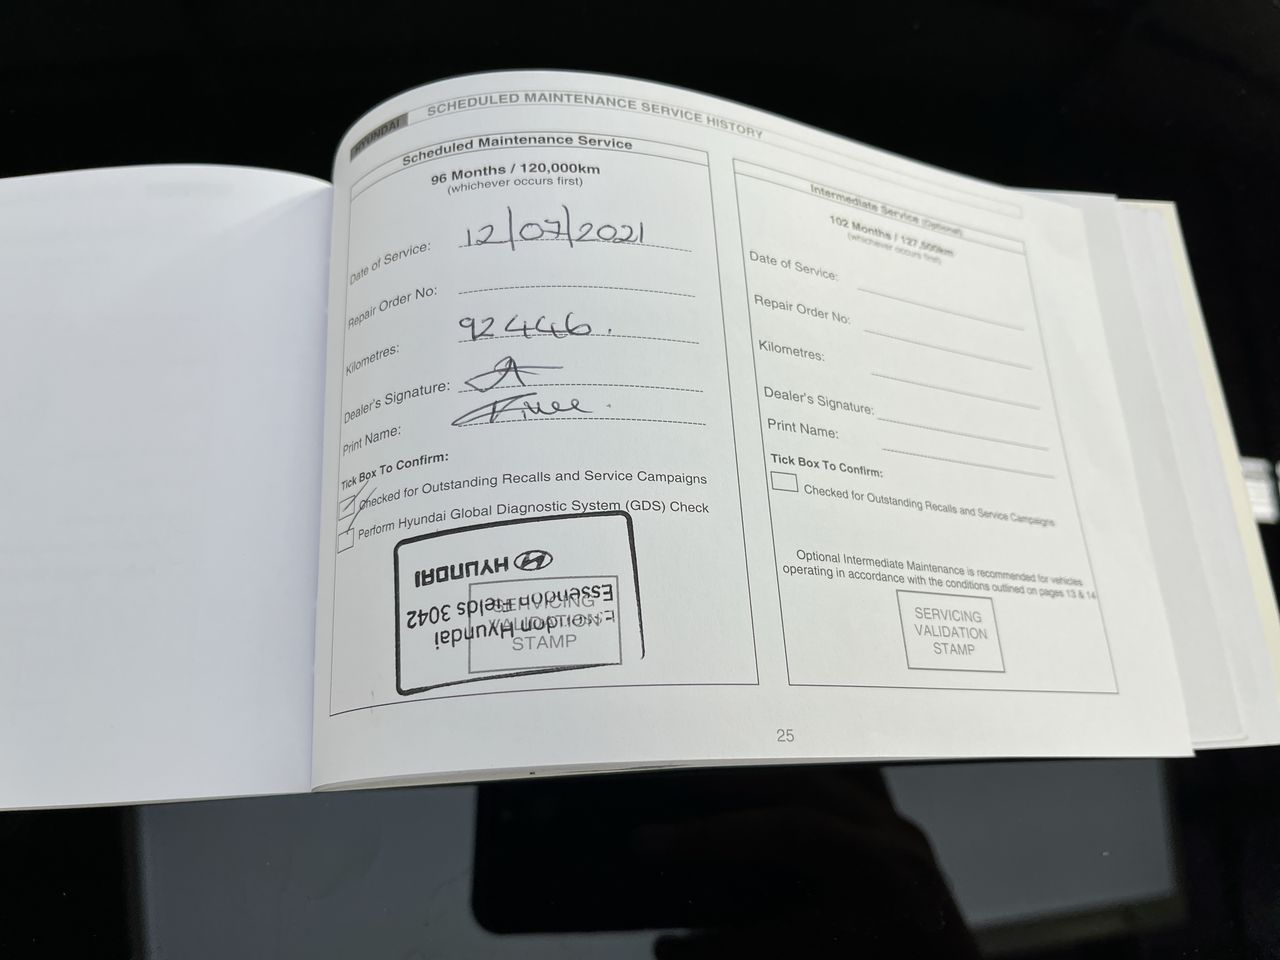 HYUNDAI
SCHEDULED MAINTENANCE SERVICE HISTORY
Scheduled Maintenance Service
96 Months / 120,000km
(whichever occurs first)
Date of Service: 12/07/2021
Repair Order No:
Kilometres: 92446.
Dealer's Signature:
Print Name:
Tick Box To Confirm:
Checked for Outstanding Recalls and Service Campaigns
Perform Hyundai Global Diagnostic System (GDS) Check
SERVICING
VALIDATION
STAMP
Essendon Hyundai
Essendon Fields 3042
HYUNDAI
Intermediate Service (Optional)
102 Months / 127,500km
(whichever occurs first)
Date of Service:
Repair Order No:
Kilometres:
Dealer's Signature:
Print Name:
Tick Box To Confirm:
Checked for Outstanding Recalls and Service Campaigns
Optional Intermediate Maintenance is recommended for vehicles
operating in accordance with the conditions outlined on pages 13 & 14
SERVICING
VALIDATION
STAMP
25